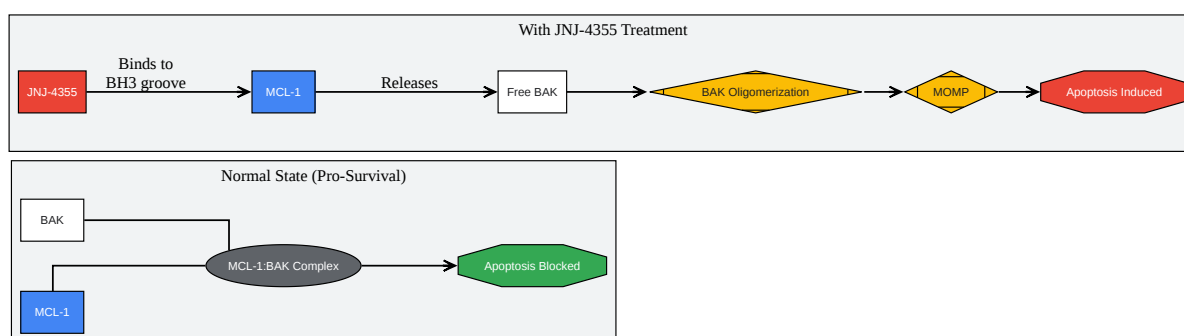 With JNJ-4355 Treatment
JNJ-4355
Binds to
BH3 groove
MCL-1
Releases
Free BAK
BAK Oligomerization
MOMP
Apoptosis Induced
Normal State (Pro-Survival)
BAK
MCL-1:BAK Complex
Apoptosis Blocked
MCL-1